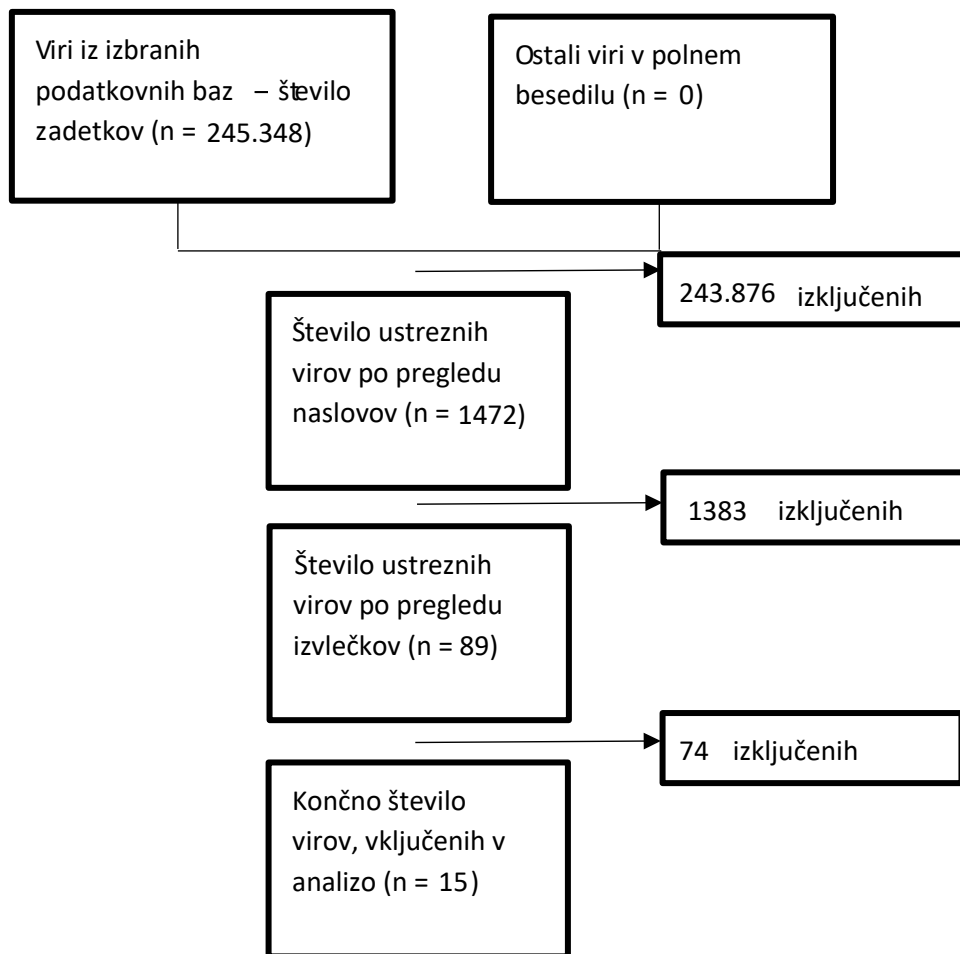 Viri iz izbranih
podatkovnih baz – število
zadetkov (n = 245.348)
Ostali viri v polnem
besedilu (n = 0)
243.876 izključenih
Število ustreznih
virov po pregledu
naslovov (n = 1472)
1383 izključenih
Število ustreznih
virov po pregledu
izvlečkov (n = 89)
74 izključenih
Končno število
virov, vključenih v
analizo (n = 15)